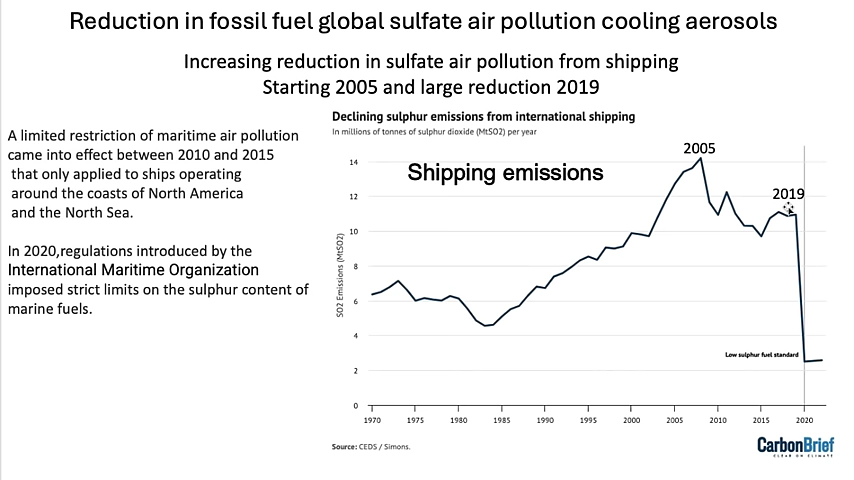 Reduction in fossil fuel global sulfate air pollution cooling aerosols
Increasing reduction in sulfate air pollution from shipping
Starting 2005 and large reduction 2019
A limited restriction of maritime air pollution
came into effect between 2010 and 2015
that only applied to ships operating
around the coasts of North America
and the North Sea.
In 2020,regulations introduced by the
International Maritime Organization
imposed strict limits on the sulphur content of
marine fuels.
Declining sulphur emissions from international shipping
In millions of tonnes of sulphur dioxide (MtSO2) per year
Shipping emissions
2005
2019
SO2 Emissions (MtSO2)
14
12
10
8
6
4
2
0
Low sulphur fuel standard
1970 1975 1980 1985 1990 1995 2000 2005 2010 2015 2020
Source: CEDS / Simons.
CarbonBrief
CLEAR ON CLIMATE